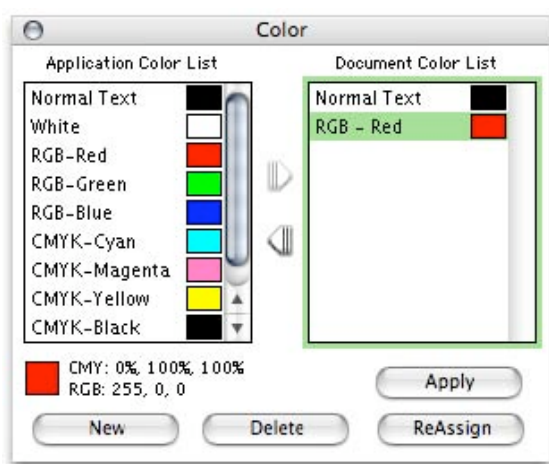 Color
Application Color List
Document Color List
Normal Text
White
RGB-Red
RGB-Green
RGB-Blue
CMYK-Cyan
CMYK-Magenta
CMYK-Yellow
CMYK-Black
Normal Text
RGB - Red
CMY: 0%, 100%, 100%
RGB: 255, 0, 0
Apply
New
Delete
ReAssign